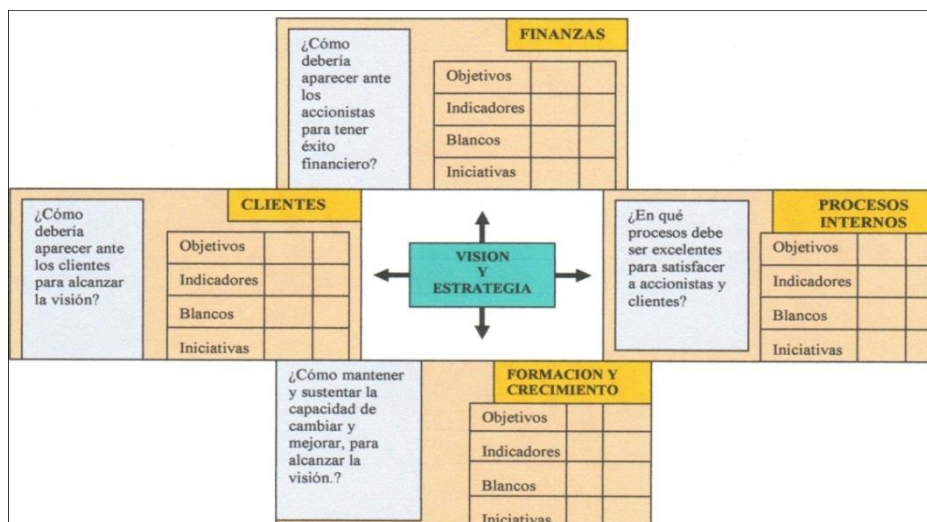 FINANZAS
¿Cómo
debería
aparecer ante
los
accionistas
para tener
éxito
financiero?
Objetivos
Indicadores
Blancos
Iniciativas
CLIENTES
¿Cómo
debería
aparecer ante
los clientes
para alcanzar
la visión?
Objetivos
Indicadores
Blancos
Iniciativas
VISION
Y
ESTRATEGIA
PROCESOS
INTERNOS
¿En qué
procesos debe
ser excelentes
para satisfacer
a accionistas y
clientes?
Objetivos
Indicadores
Blancos
Iniciativas
FORMACION Y
CRECIMIENTO
¿Cómo mantener
y sustentar la
capacidad de
cambiar y
mejorar, para
alcanzar la
visión.?
Objetivos
Indicadores
Blancos
Iniciativas